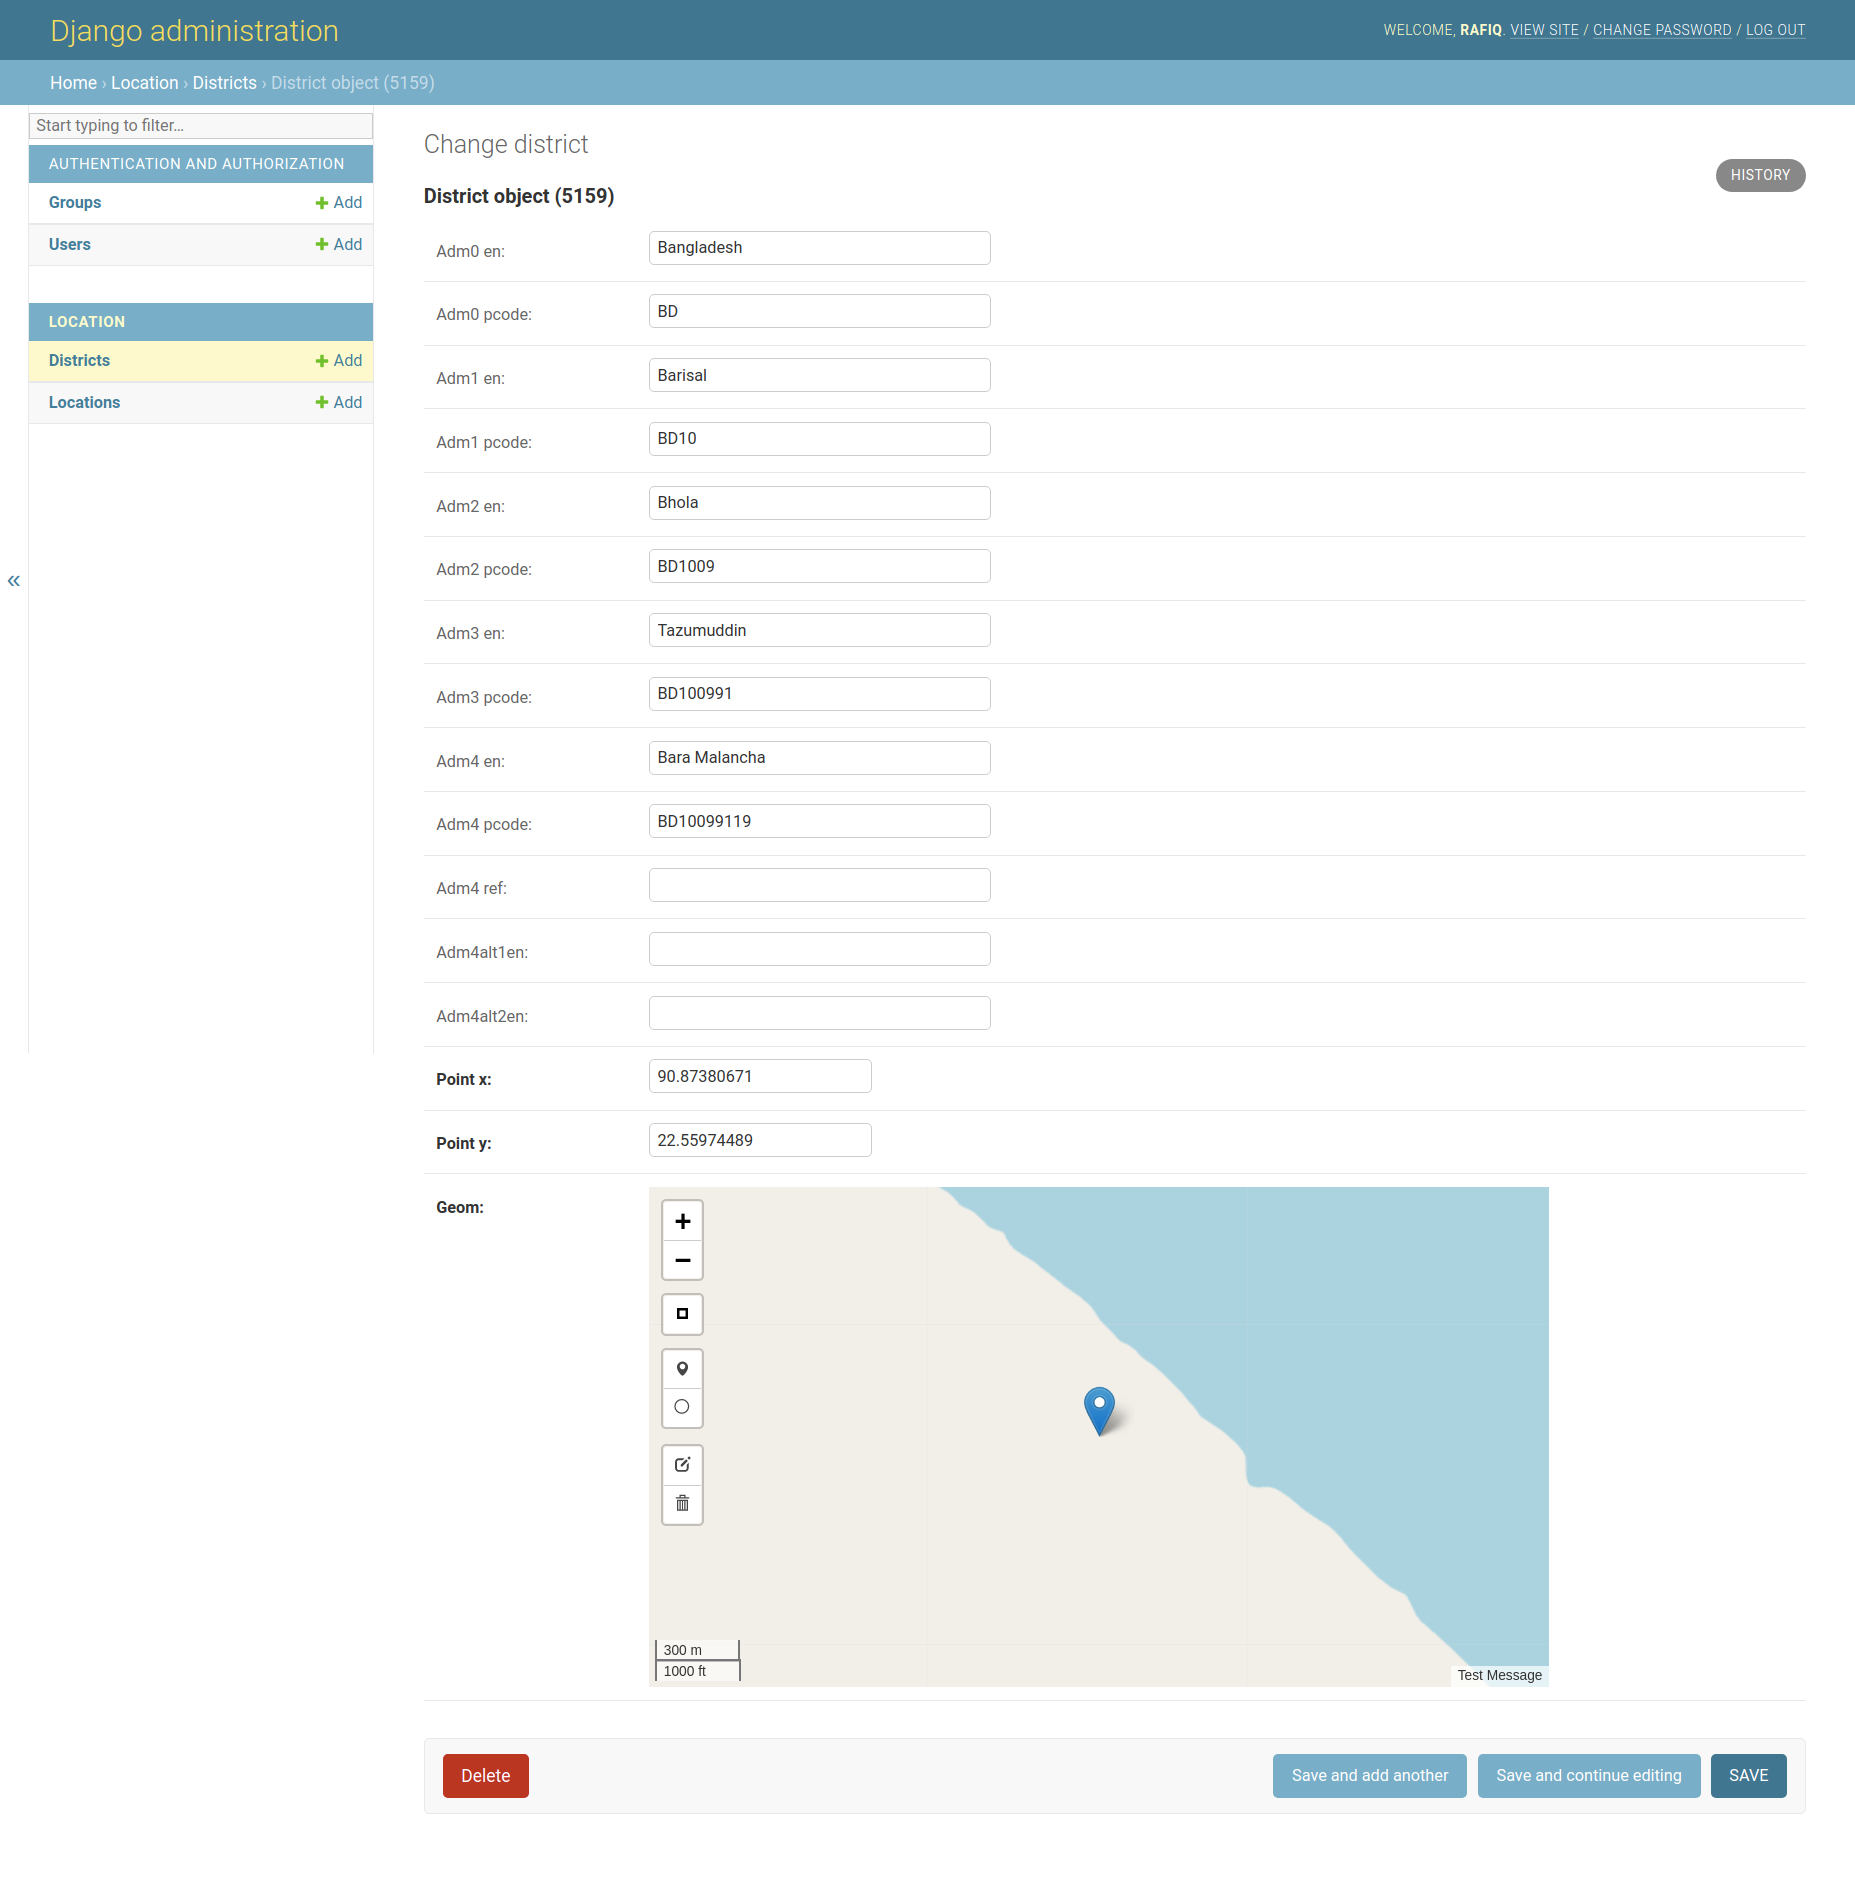 Django administration
WELCOME, RAFIQ. VIEW SITE / CHANGE PASSWORD / LOG OUT
Home › Location › Districts › District object (5159)
Start typing to filter...
AUTHENTICATION AND AUTHORIZATION
Groups Add
Users Add
LOCATION
Districts Add
Locations Add
«
Change district
HISTORY
District object (5159)
Adm0 en: Bangladesh
Adm0 pcode: BD
Adm1 en: Barisal
Adm1 pcode: BD10
Adm2 en: Bhola
Adm2 pcode: BD1009
Adm3 en: Tazumuddin
Adm3 pcode: BD100991
Adm4 en: Bara Malancha
Adm4 pcode: BD10099119
Adm4 ref:
Adm4alt1en:
Adm4alt2en:
Point x: 90.87380671
Point y: 22.55974489
Geom:
+
−
300 m
1000 ft
Test Message
Delete
Save and add another
Save and continue editing
SAVE